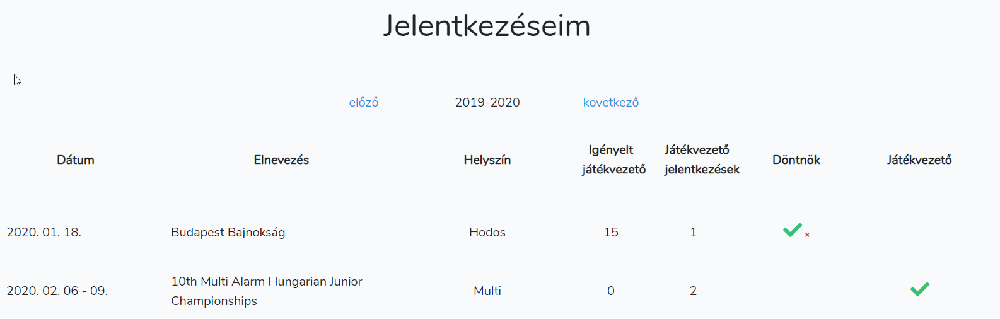 Jelentkezéseim
előző 2019-2020 következő
Dátum Elnevezés Helyszín Igényelt játékvezető Játékvezető jelentkezések Döntnök Játékvezető
2020. 01. 18. Budapest Bajnokság Hodos 15 1
2020. 02. 06 - 09. 10th Multi Alarm Hungarian Junior Championships Multi 0 2